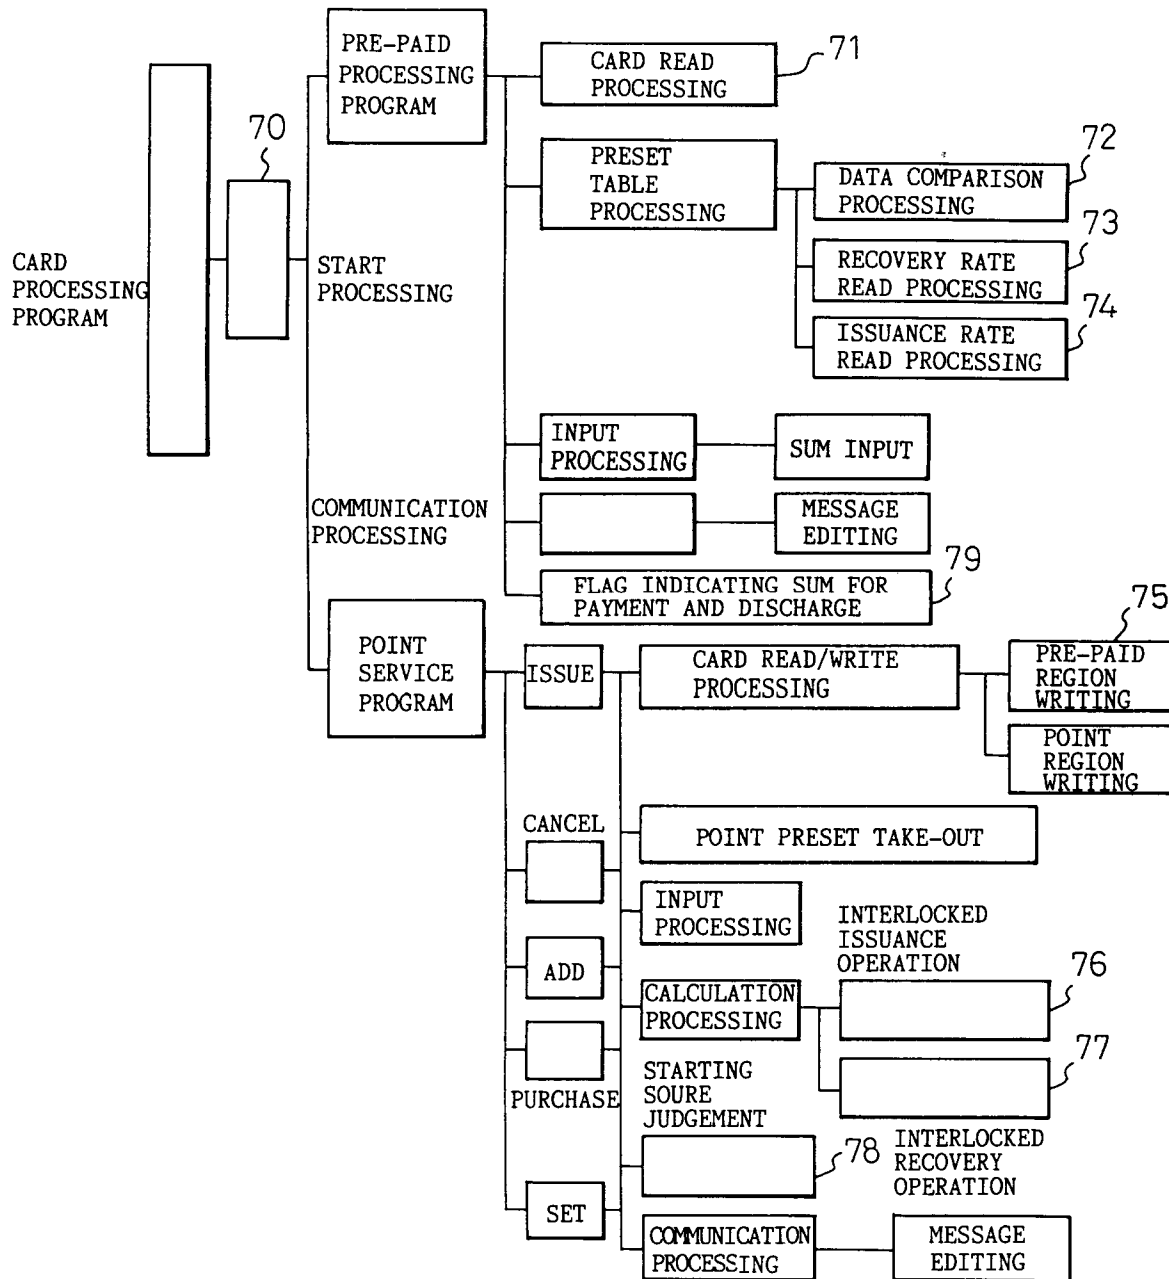 PRE-PAID
PROCESSING
PROGRAM
CARD READ
PROCESSING
71
70
PRESET
TABLE
PROCESSING
72
DATA COMPARISON
PROCESSING
73
RECOVERY RATE
READ PROCESSING
74
ISSUANCE RATE
READ PROCESSING
CARD
PROCESSING
PROGRAM
START
PROCESSING
INPUT
PROCESSING
SUM INPUT
COMMUNICATION
PROCESSING
MESSAGE
EDITING
79
FLAG INDICATING SUM FOR
PAYMENT AND DISCHARGE
POINT
SERVICE
PROGRAM
ISSUE
CARD READ/WRITE
PROCESSING
75
PRE-PAID
REGION
WRITING
POINT
REGION
WRITING
CANCEL
POINT PRESET TAKE-OUT
INPUT
PROCESSING
INTERLOCKED
ISSUANCE
OPERATION
ADD
CALCULATION
PROCESSING
76
77
PURCHASE
STARTING
SOURE
JUDGEMENT
78
INTERLOCKED
RECOVERY
OPERATION
SET
COMMUNICATION
PROCESSING
MESSAGE
EDITING